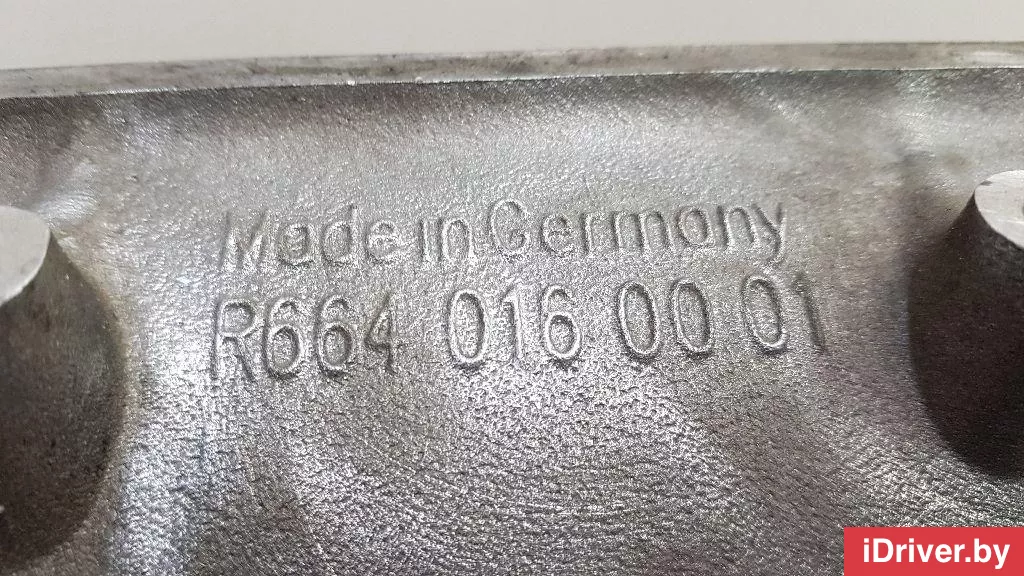 Made in Germany
R664 016 00 01
iDriver.by